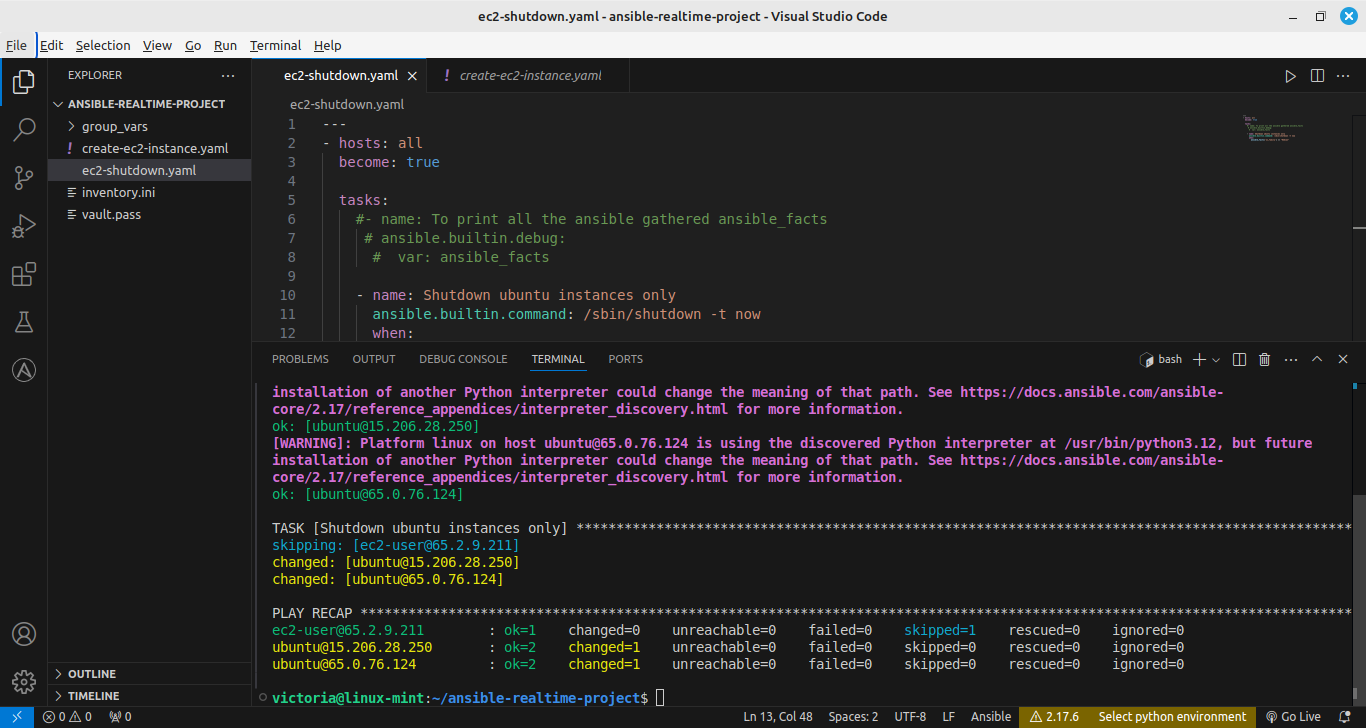 ec2-shutdown.yaml - ansible-realtime-project - Visual Studio Code
File Edit Selection View Go Run Terminal Help
EXPLORER
ANSIBLE-REALTIME-PROJECT
group_vars
! create-ec2-instance.yaml
ec2-shutdown.yaml
inventory.ini
vault.pass
OUTLINE
TIMELINE
ec2-shutdown.yaml
! create-ec2-instance.yaml
ec2-shutdown.yaml
1 ---
2 - hosts: all
3 become: true
4
5 tasks:
6 #- name: To print all the ansible gathered ansible_facts
7 # ansible.builtin.debug:
8 # var: ansible_facts
9
10 - name: Shutdown ubuntu instances only
11 ansible.builtin.command: /sbin/shutdown -t now
12 when:
PROBLEMS OUTPUT DEBUG CONSOLE TERMINAL PORTS bash
installation of another Python interpreter could change the meaning of that path. See https://docs.ansible.com/ansible-
core/2.17/reference_appendices/interpreter_discovery.html for more information.
ok: [ubuntu@15.206.28.250]
[WARNING]: Platform linux on host ubuntu@65.0.76.124 is using the discovered Python interpreter at /usr/bin/python3.12, but future
installation of another Python interpreter could change the meaning of that path. See https://docs.ansible.com/ansible-
core/2.17/reference_appendices/interpreter_discovery.html for more information.
ok: [ubuntu@65.0.76.124]
TASK [Shutdown ubuntu instances only] *************************************************************************************************
skipping: [ec2-user@65.2.9.211]
changed: [ubuntu@15.206.28.250]
changed: [ubuntu@65.0.76.124]
PLAY RECAP ****************************************************************************************************************************
ec2-user@65.2.9.211 : ok=1 changed=0 unreachable=0 failed=0 skipped=1 rescued=0 ignored=0
ubuntu@15.206.28.250 : ok=2 changed=1 unreachable=0 failed=0 skipped=0 rescued=0 ignored=0
ubuntu@65.0.76.124 : ok=2 changed=1 unreachable=0 failed=0 skipped=0 rescued=0 ignored=0
victoria@linux-mint:~/ansible-realtime-project$
0 0 0 Ln 13, Col 48 Spaces: 2 UTF-8 LF Ansible 2.17.6 Select python environment Go Live